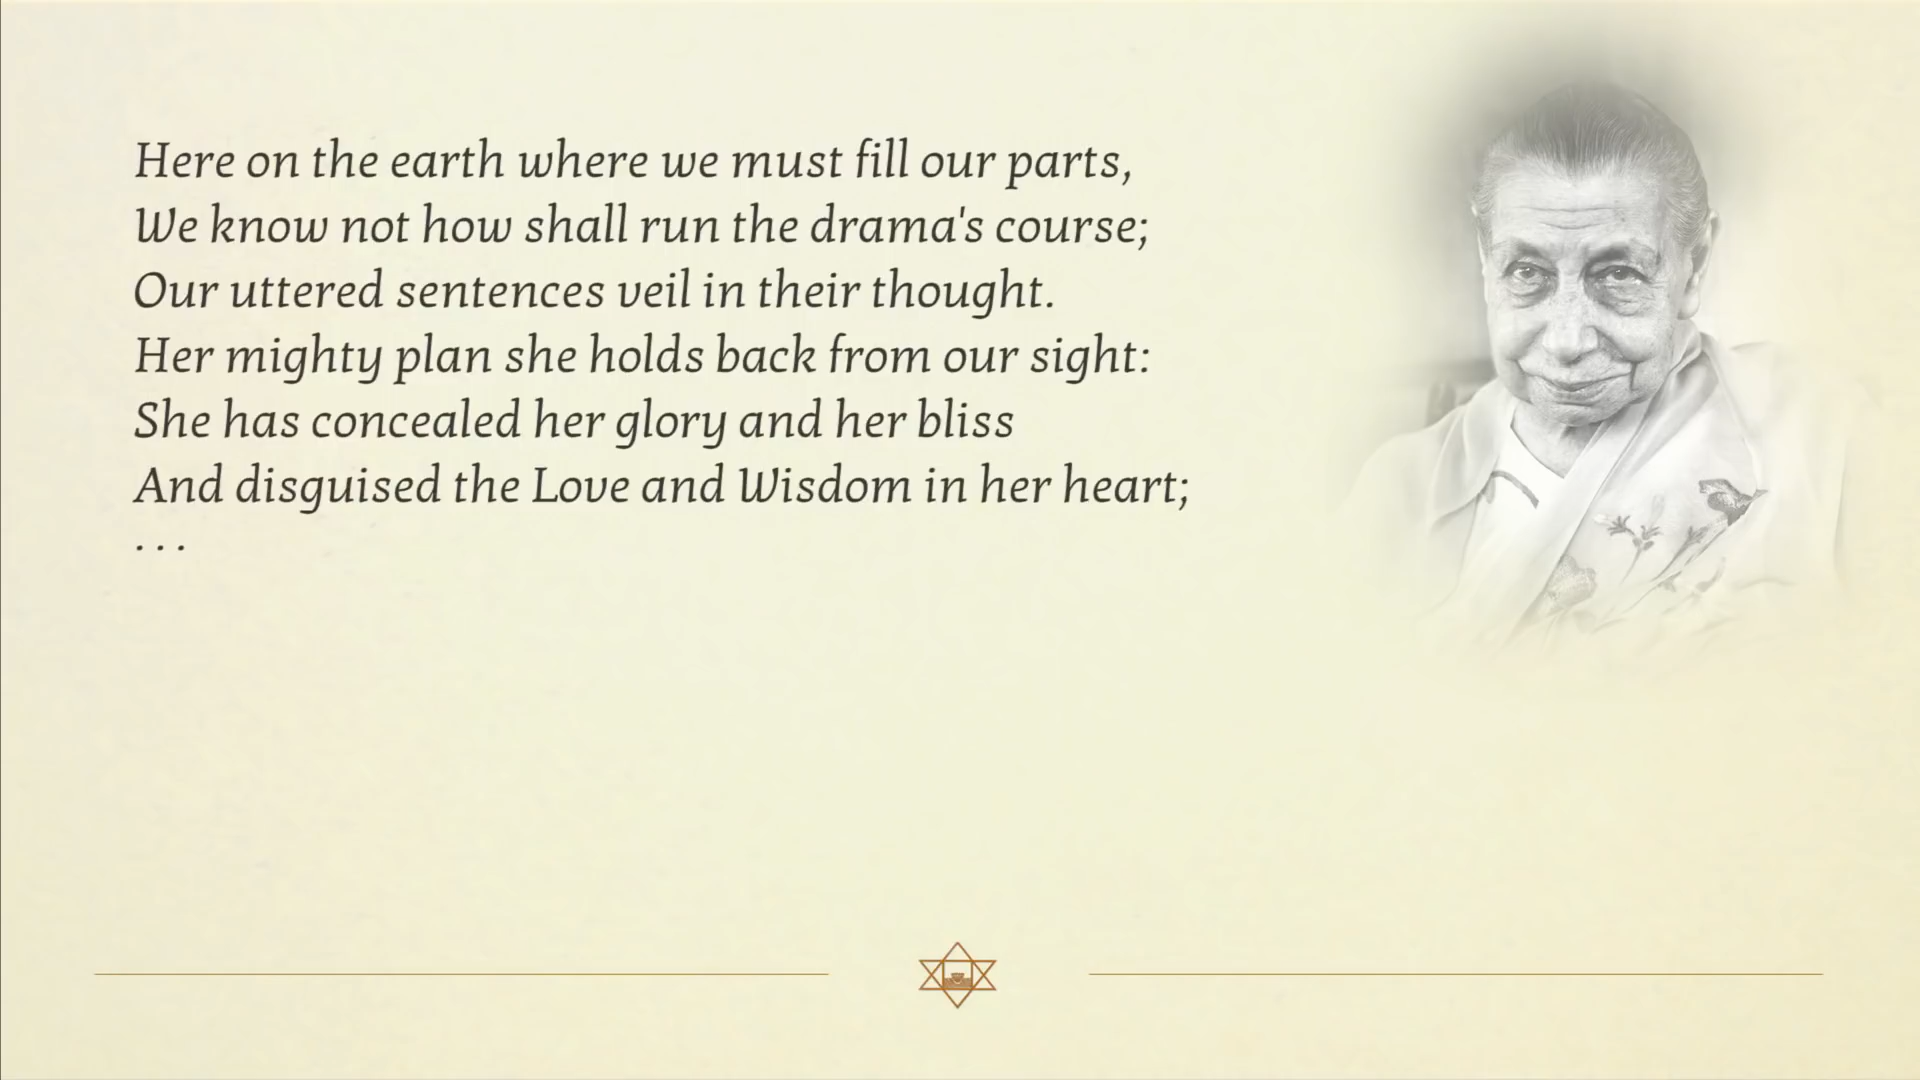 Here on the earth where we must fill our parts,
We know not how shall run the drama's course;
Our uttered sentences veil in their thought.
Her mighty plan she holds back from our sight:
She has concealed her glory and her bliss
And disguised the Love and Wisdom in her heart;
. . .